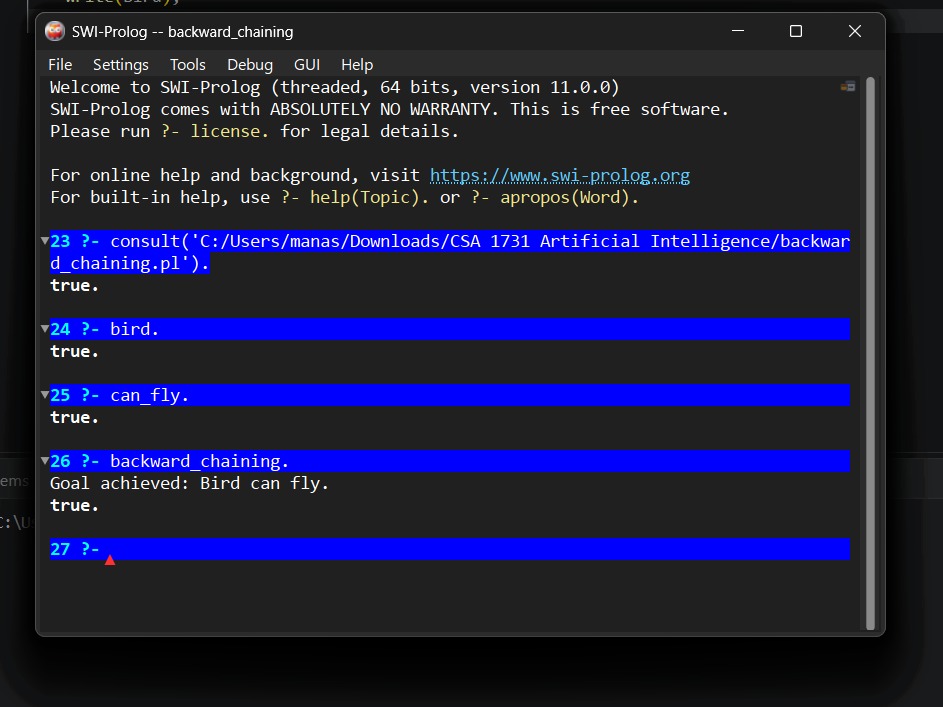 write(bird),
SWI-Prolog -- backward_chaining
File Settings Tools Debug GUI Help
Welcome to SWI-Prolog (threaded, 64 bits, version 11.0.0)
SWI-Prolog comes with ABSOLUTELY NO WARRANTY. This is free software.
Please run ?- license. for legal details.
For online help and background, visit https://www.swi-prolog.org
For built-in help, use ?- help(Topic). or ?- apropos(Word).
23 ?- consult('C:/Users/manas/Downloads/CSA 1731 Artificial Intelligence/backwar
d_chaining.pl').
true.
24 ?- bird.
true.
25 ?- can_fly.
true.
26 ?- backward_chaining.
Goal achieved: Bird can fly.
true.
27 ?-
ems
C:\Us